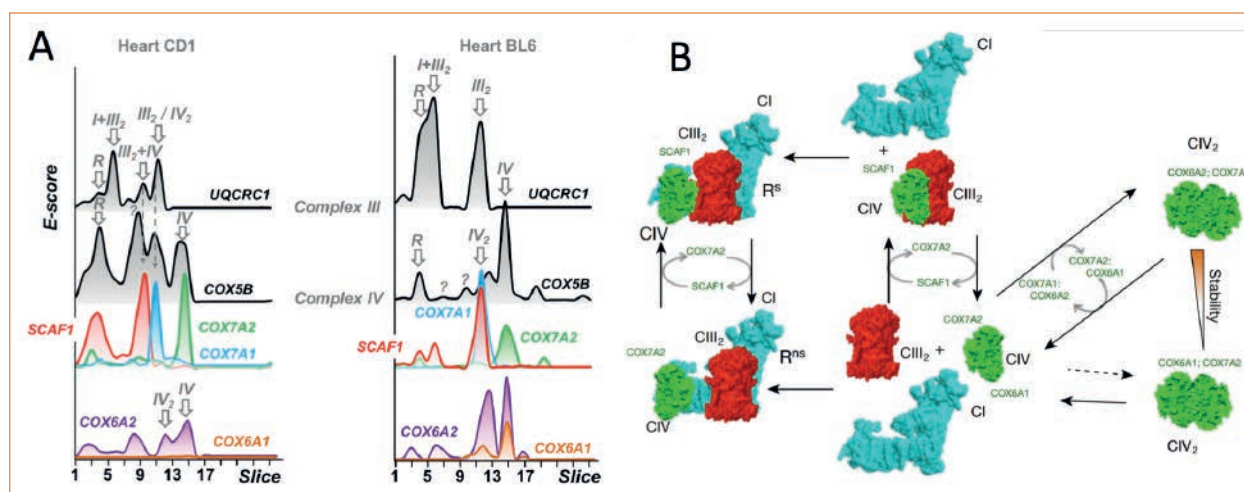 A
Heart CD1
I+III₂
R
III₂ / IV₂
III₂+IV
UQCRC1
R
?
IV
COX5B
E-score
SCAF1
COX7A2
COX7A1
IV₂
IV
COX6A2
COX6A1
1 5 9 13 17 Slice
Heart BL6
I+III₂
R
III₂
IV
UQCRC1
Complex III
R
?
?
IV₂
COX5B
Complex IV
COX7A1
SCAF1
COX7A2
COX6A2
COX6A1
1 5 9 13 17 Slice
B
CI
CI
CIII₂
SCAF1
Rˢ
CIV
+
SCAF1
CIV
CIII₂
CIV₂
COX6A2; COX7A
COX7A2
SCAF1
COX7A2
SCAF1
COX7A2:
COX6A1
COX7A1:
COX6A2
Stability
CI
COX7A2
CIII₂
Rⁿˢ
CIV
CIII₂ +
COX7A2
CIV
COX6A1
CI
COX6A1; COX7A2
CIV₂